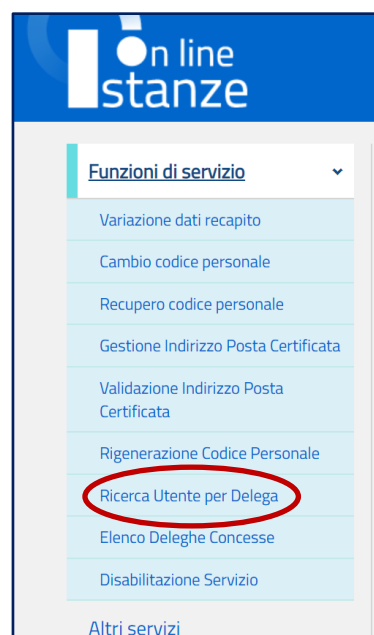 On line
Istanze
Funzioni di servizio
Variazione dati recapito
Cambio codice personale
Recupero codice personale
Gestione Indirizzo Posta Certificata
Validazione Indirizzo Posta
Certificata
Rigenerazione Codice Personale
Ricerca Utente per Delega
Elenco Deleghe Concesse
Disabilitazione Servizio
Altri servizi